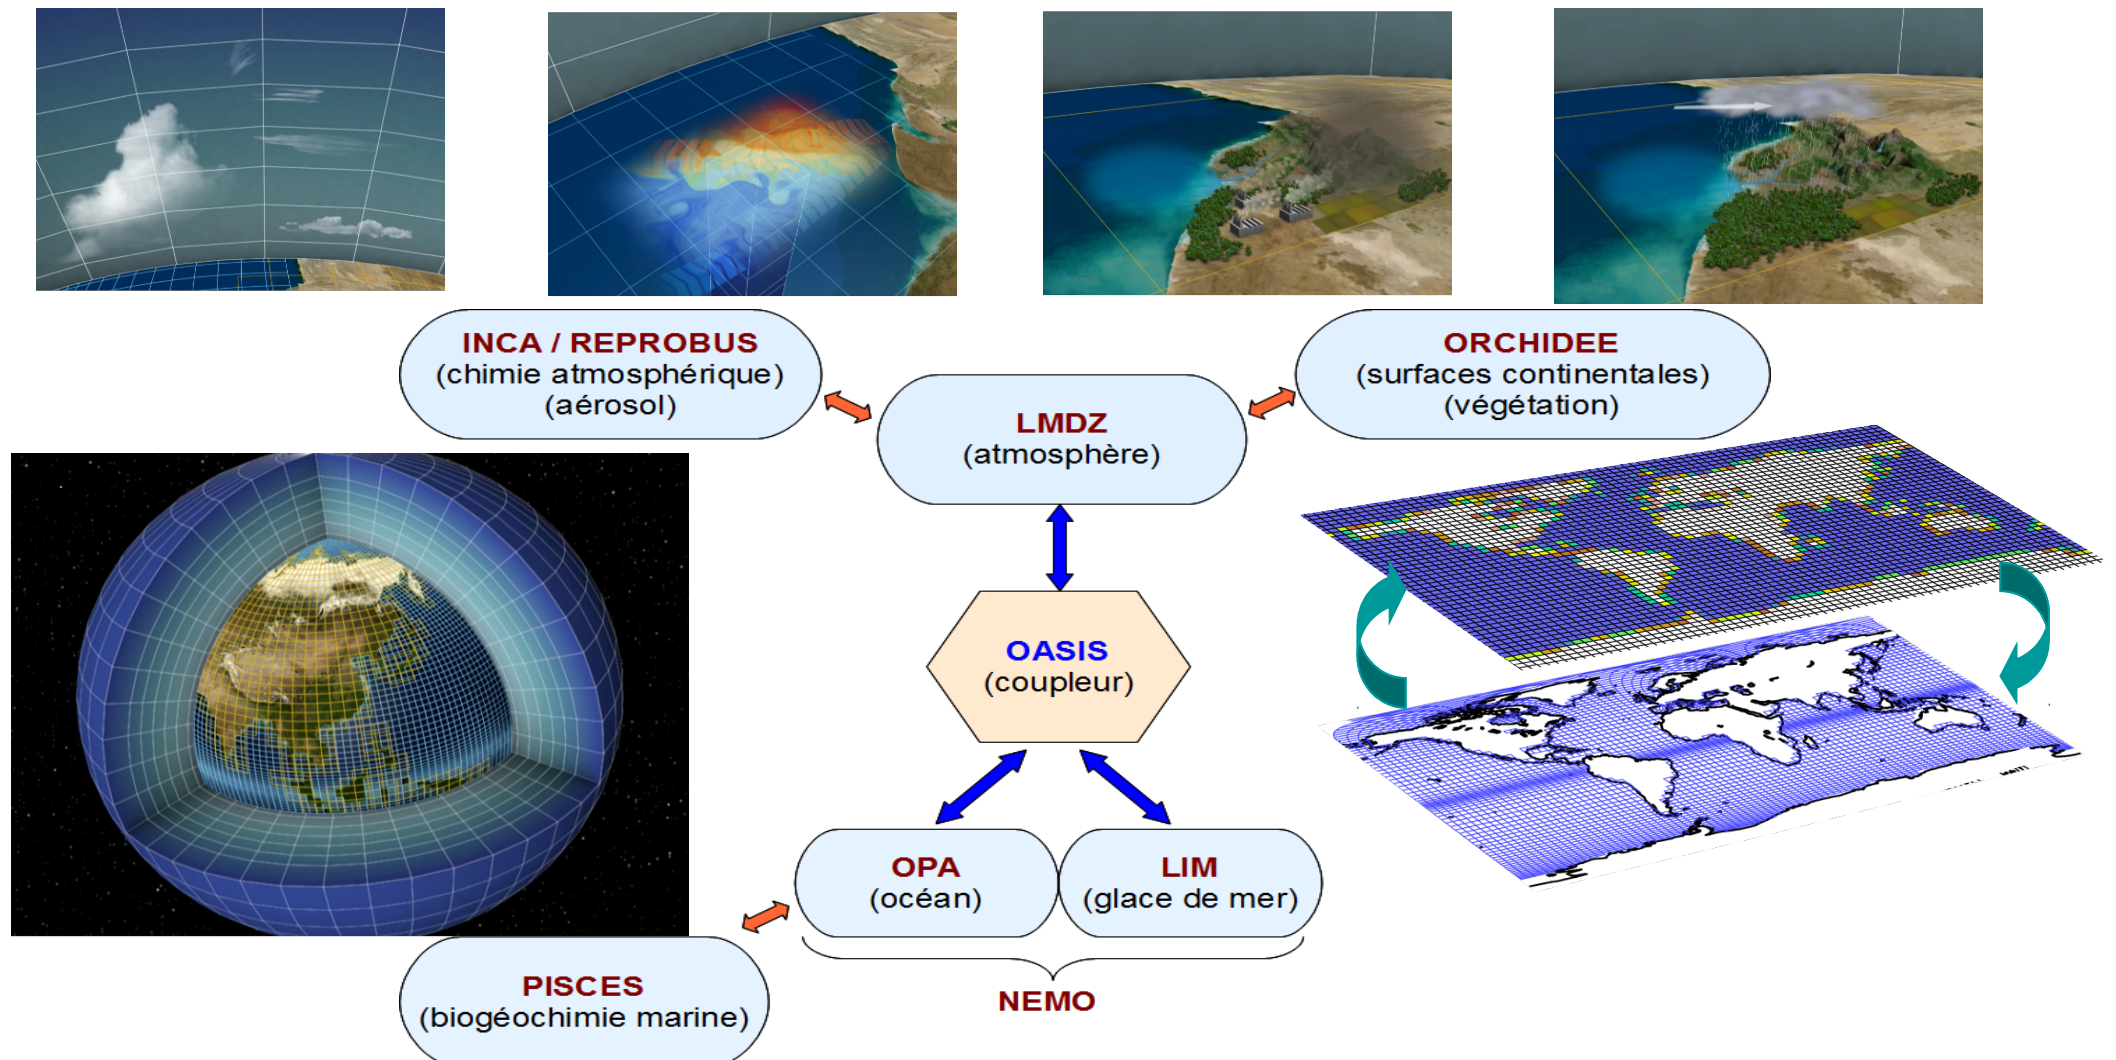 INCA / REPROBUS
(chimie atmosphérique)
(aérosol)
ORCHIDEE
(surfaces continentales)
(végétation)
LMDZ
(atmosphère)
OASIS
(coupleur)
OPA
(océan)
LIM
(glace de mer)
NEMO
PISCES
(biogéochimie marine)